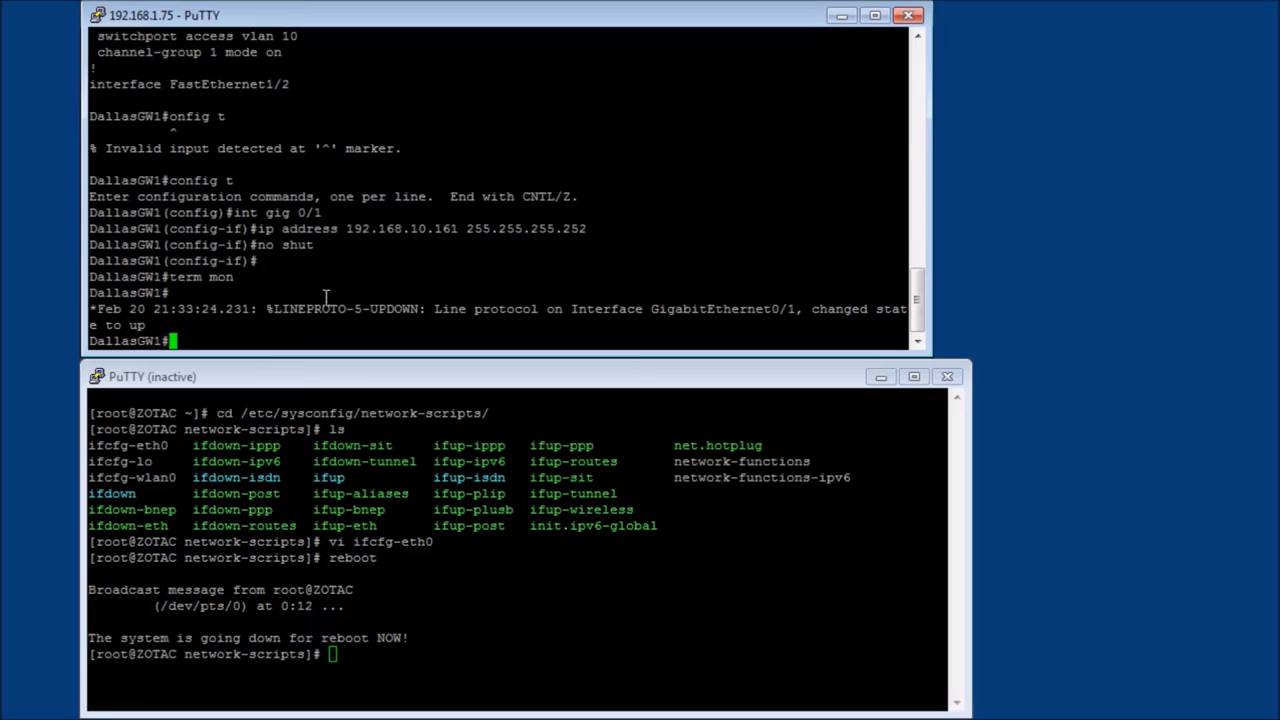 192.168.1.75 - PuTTY
switchport access vlan 10
channel-group 1 mode on
!
interface FastEthernet1/2
DallasGW1#onfig t
^
% Invalid input detected at '^' marker.
DallasGW1#config t
Enter configuration commands, one per line.  End with CNTL/Z.
DallasGW1(config)#int gig 0/1
DallasGW1(config-if)#ip address 192.168.10.161 255.255.255.252
DallasGW1(config-if)#no shut
DallasGW1(config-if)#
DallasGW1#term mon
DallasGW1#
*Feb 20 21:33:24.231: %LINEPROTO-5-UPDOWN: Line protocol on Interface GigabitEthernet0/1, changed stat
e to up
DallasGW1#
PuTTY (inactive)
[root@ZOTAC ~]# cd /etc/sysconfig/network-scripts/
[root@ZOTAC network-scripts]# ls
ifcfg-eth0 ifdown-ippp ifdown-sit ifup-ippp ifup-ppp net.hotplug
ifcfg-lo ifdown-ipv6 ifdown-tunnel ifup-ipv6 ifup-routes network-functions
ifcfg-wlan0 ifdown-isdn ifup ifup-isdn ifup-sit network-functions-ipv6
ifdown ifdown-post ifup-aliases ifup-plip ifup-tunnel
ifdown-bnep ifdown-ppp ifup-bnep ifup-plusb ifup-wireless
ifdown-eth ifdown-routes ifup-eth ifup-post init.ipv6-global
[root@ZOTAC network-scripts]# vi ifcfg-eth0
[root@ZOTAC network-scripts]# reboot
Broadcast message from root@ZOTAC
(/dev/pts/0) at 0:12 ...
The system is going down for reboot NOW!
[root@ZOTAC network-scripts]#